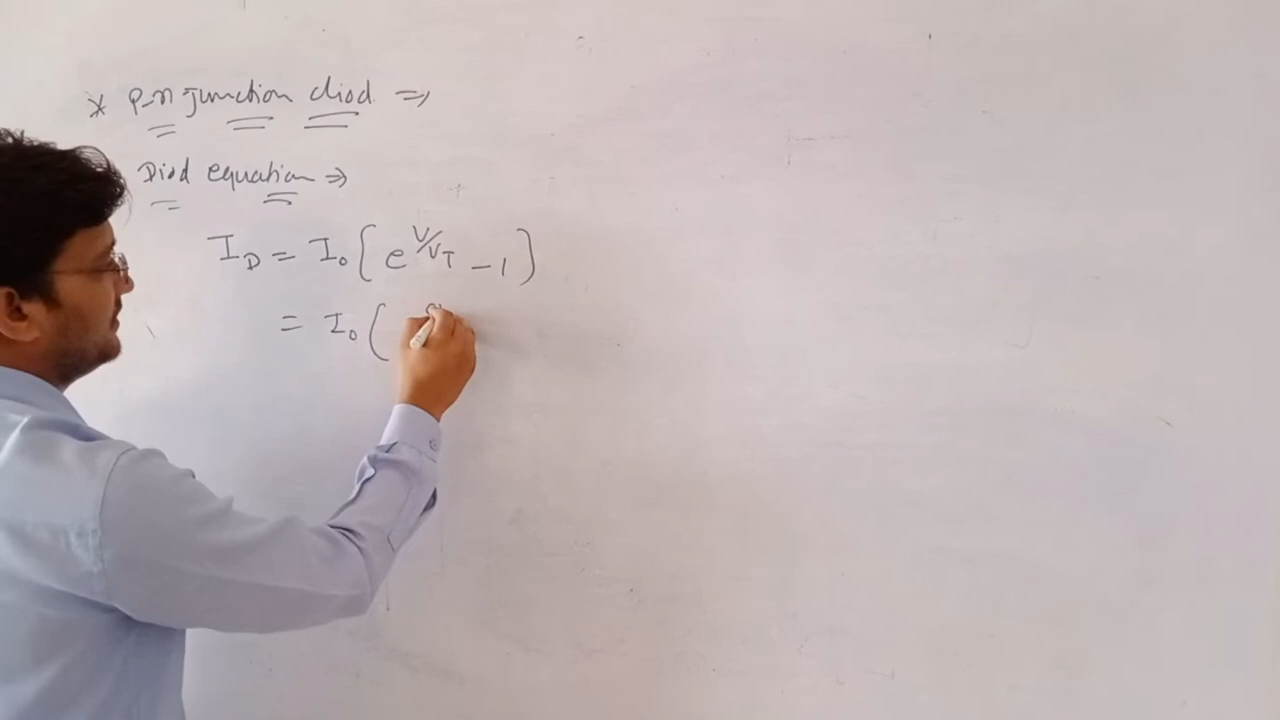 * P-n Junction diod ⇒
Diod equation ⇒
I_D = I_0 ( e^{V/V_T} - 1 )
= I_0 (